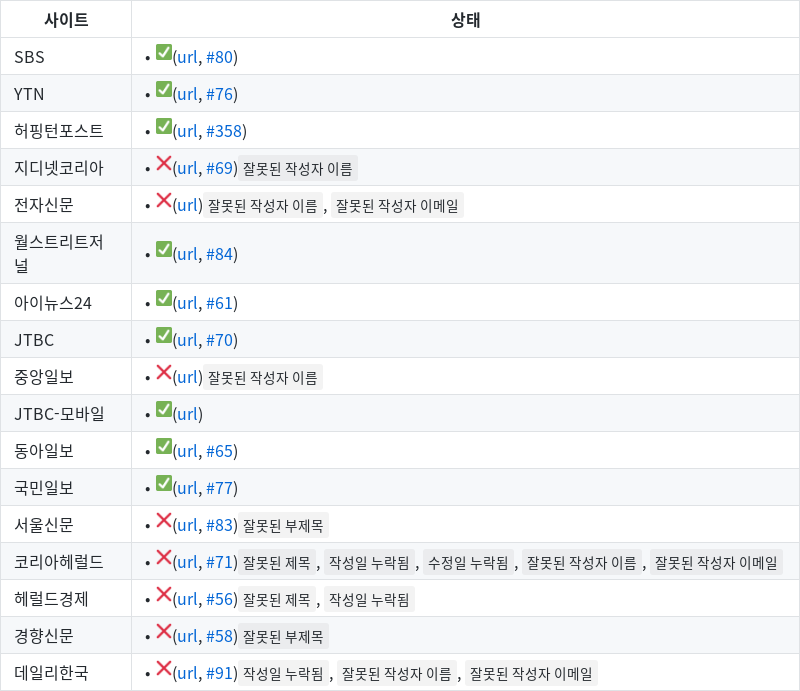 사이트 상태
SBS • ✅(url, #80)
YTN • ✅(url, #76)
허핑턴포스트 • ✅(url, #358)
지디넷코리아 • ❌(url, #69) 잘못된 작성자 이름
전자신문 • ❌(url) 잘못된 작성자 이름 , 잘못된 작성자 이메일
월스트리트저
널 • ✅(url, #84)
아이뉴스24 • ✅(url, #61)
JTBC • ✅(url, #70)
중앙일보 • ❌(url) 잘못된 작성자 이름
JTBC-모바일 • ✅(url)
동아일보 • ✅(url, #65)
국민일보 • ✅(url, #77)
서울신문 • ❌(url, #83) 잘못된 부제목
코리아헤럴드 • ❌(url, #71) 잘못된 제목 , 작성일 누락됨 , 수정일 누락됨 , 잘못된 작성자 이름 , 잘못된 작성자 이메일
헤럴드경제 • ❌(url, #56) 잘못된 제목 , 작성일 누락됨
경향신문 • ❌(url, #58) 잘못된 부제목
데일리한국 • ❌(url, #91) 작성일 누락됨 , 잘못된 작성자 이름 , 잘못된 작성자 이메일